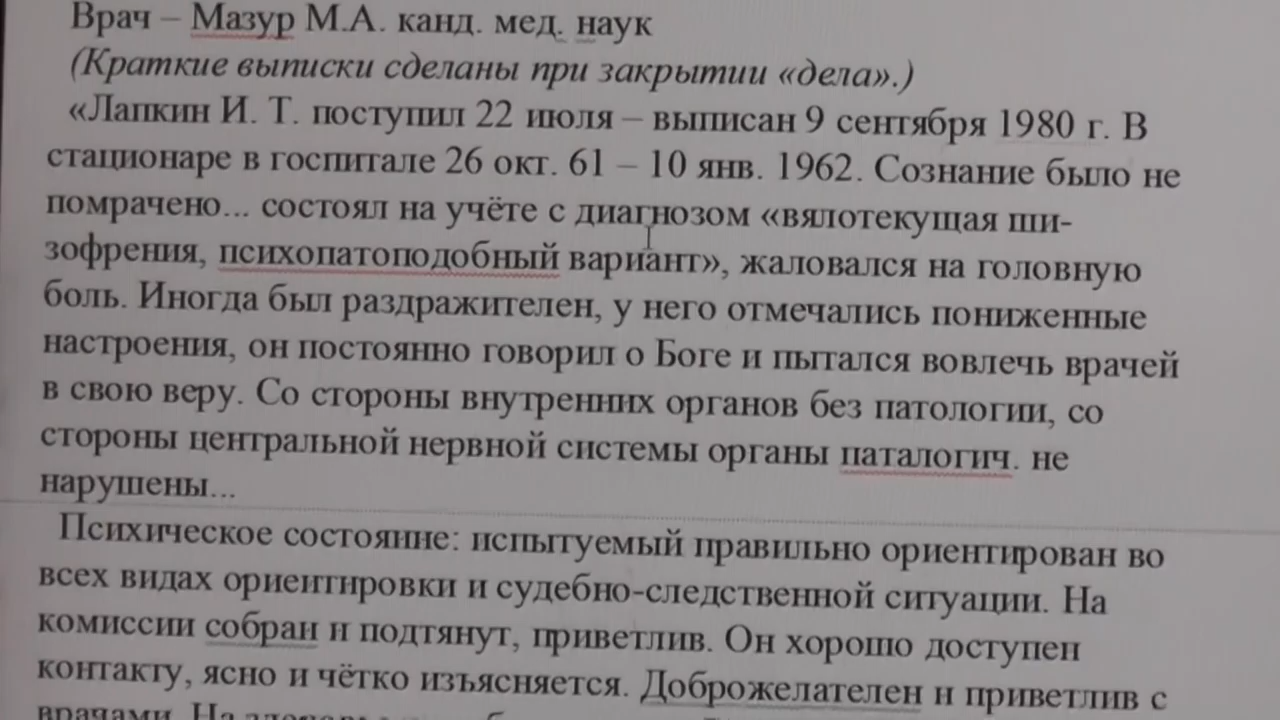 Врач – Мазур М.А. канд. мед. наук
(Краткие выписки сделаны при закрытии «дела».)
«Лапкин И. Т. поступил 22 июля – выписан 9 сентября 1980 г. В
стационаре в госпитале 26 окт. 61 – 10 янв. 1962. Сознание было не
помрачено... состоял на учёте с диагнозом «вялотекущая ши-
зофрения, психопатоподобный вариант», жаловался на головную
боль. Иногда был раздражителен, у него отмечались пониженные
настроения, он постоянно говорил о Боге и пытался вовлечь врачей
в свою веру. Со стороны внутренних органов без патологии, со
стороны центральной нервной системы органы паталогич. не
нарушены...
Психическое состояние: испытуемый правильно ориентирован во
всех видах ориентировки и судебно-следственной ситуации. На
комиссии собран и подтянут, приветлив. Он хорошо доступен
контакту, ясно и чётко изъясняется. Доброжелателен и приветлив с
врачами. На